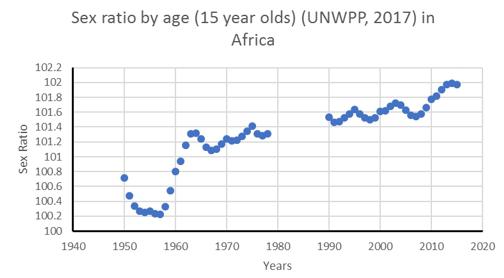 Sex ratio by age (15 year olds) (UNWPP, 2017) in
Africa
102.2
102
101.8
101.6
101.4
101.2
101
100.8
100.6
100.4
100.2
100
Sex Ratio
1940 1950 1960 1970 1980 1990 2000 2010 2020
Years